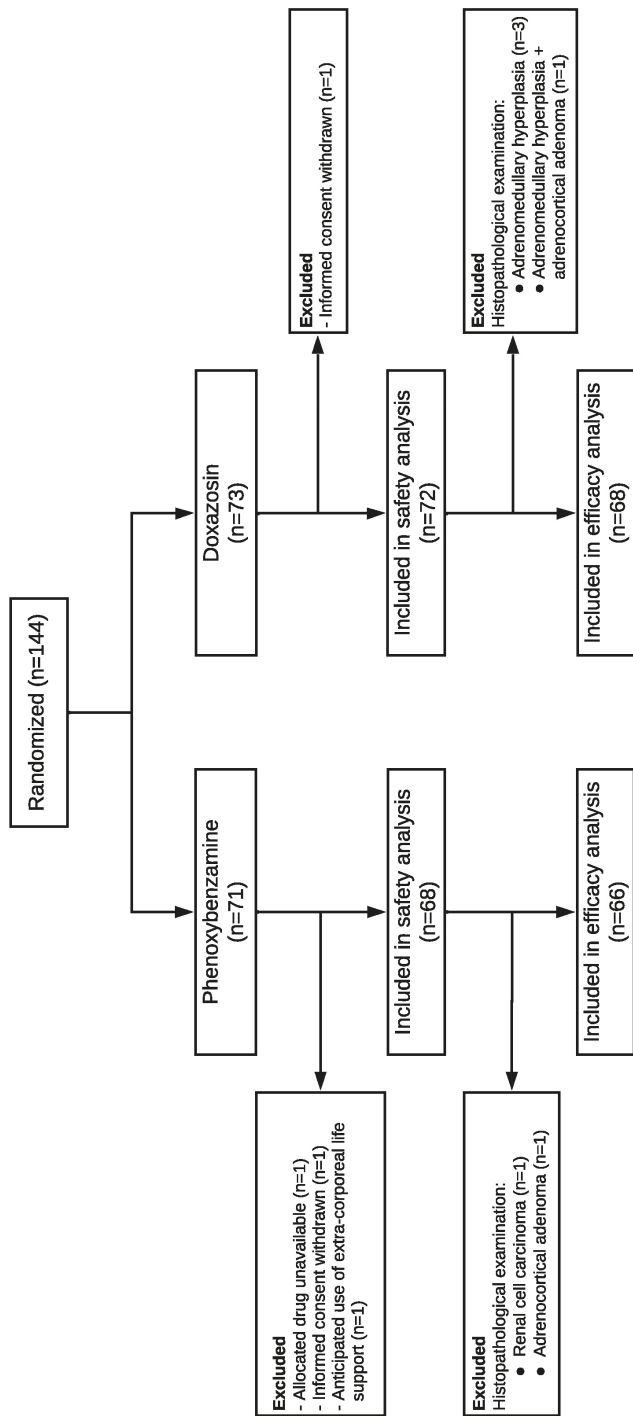 Randomized (n=144)
Phenoxybenzamine
(n=71)
Doxazosin
(n=73)
Excluded
- Allocated drug unavailable (n=1)
- Informed consent withdrawn (n=1)
- Anticipated use of extra-corporeal life
support (n=1)
Excluded
- Informed consent withdrawn (n=1)
Included in safety analysis
(n=68)
Included in safety analysis
(n=72)
Excluded
Histopathological examination:
● Renal cell carcinoma (n=1)
● Adrenocortical adenoma (n=1)
Excluded
Histopathological examination:
● Adrenomedullary hyperplasia (n=3)
● Adrenomedullary hyperplasia +
adrenocortical adenoma (n=1)
Included in efficacy analysis
(n=66)
Included in efficacy analysis
(n=68)